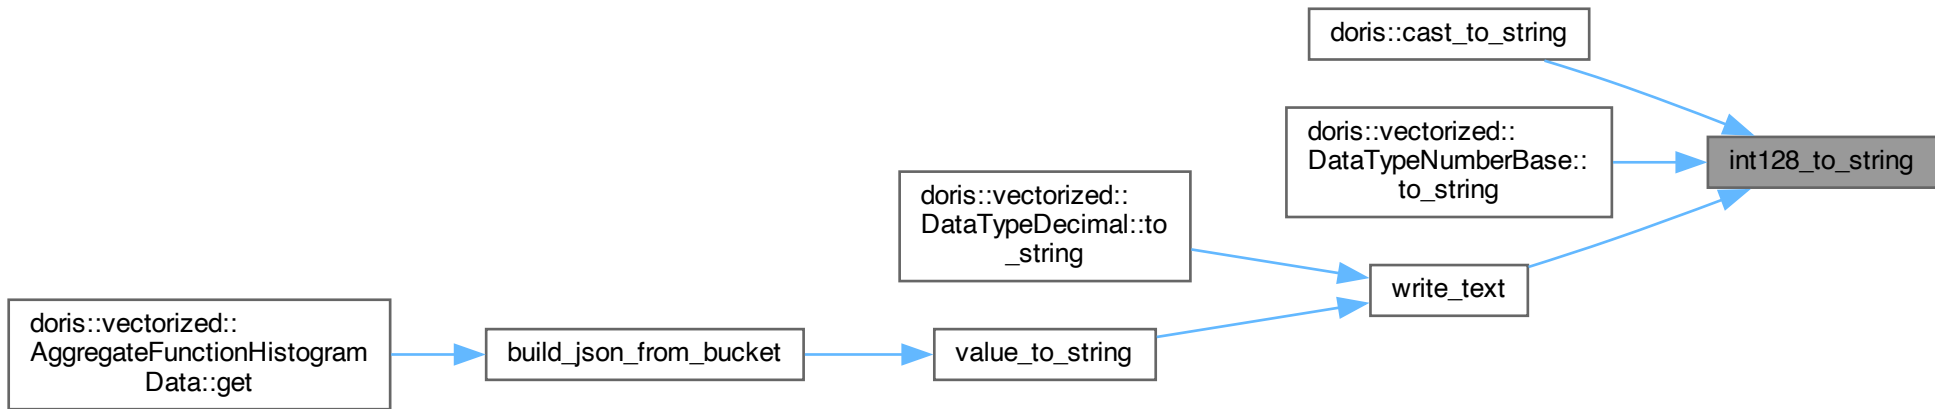 doris::cast_to_string
doris::vectorized::
DataTypeNumberBase::
to_string
int128_to_string
doris::vectorized::
DataTypeDecimal::to
_string
write_text
doris::vectorized::
AggregateFunctionHistogram
Data::get
build_json_from_bucket
value_to_string